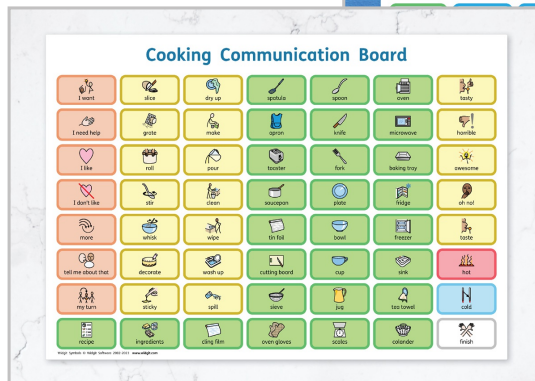 Cooking Communication Board
I want slice dry up spatula spoon oven tasty
I need help grate make apron knife microwave horrible
I like roll pour toaster fork baking tray awesome
I don't like stir clean saucepan plate fridge oh no!
more whisk wipe tin foil bowl freezer taste
tell me about that decorate wash up cutting board cup sink hot
my turn sticky spill sieve jug tea towel cold
recipe ingredients cling film oven gloves scales colander finish
Widgit Symbols © Widgit Software 2002-2023 www.widgit.com